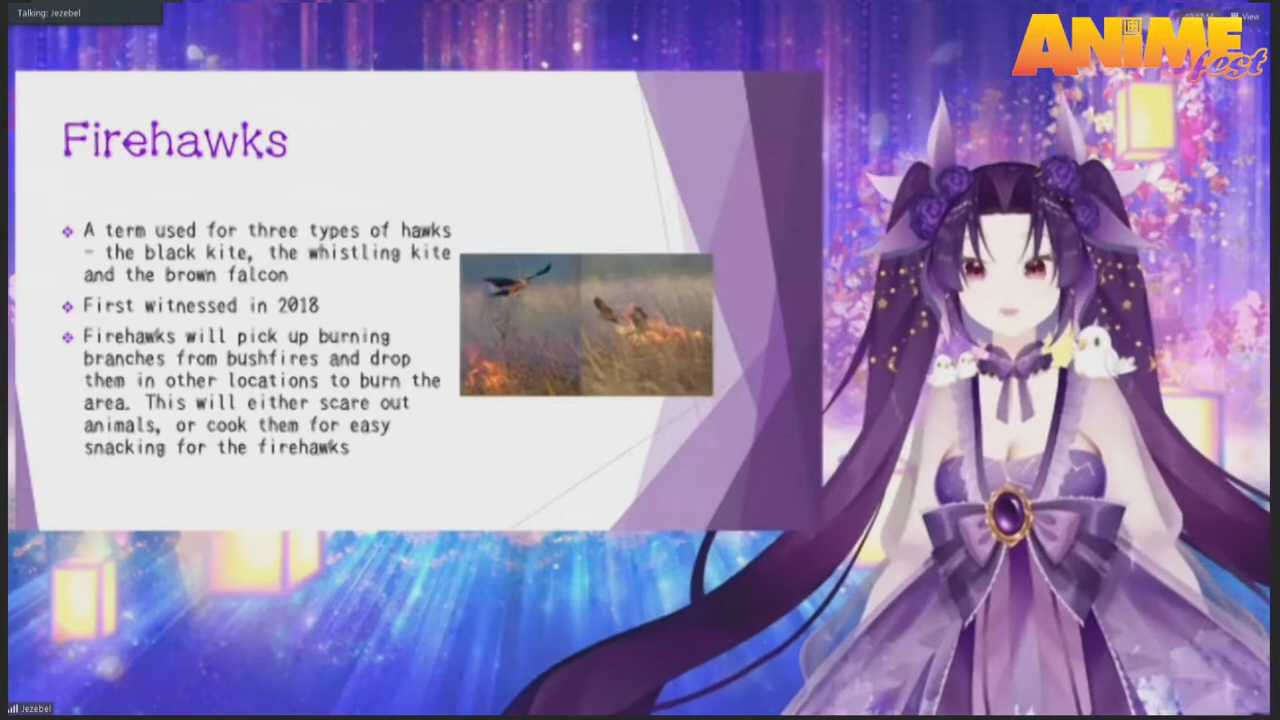 Talking: Jezebel
View
ANiME
fest
Firehawks
A term used for three types of hawks
- the black kite, the whistling kite
and the brown falcon
First witnessed in 2018
Firehawks will pick up burning
branches from bushfires and drop
them in other locations to burn the
area. This will either scare out
animals, or cook them for easy
snacking for the firehawks
Jezebel